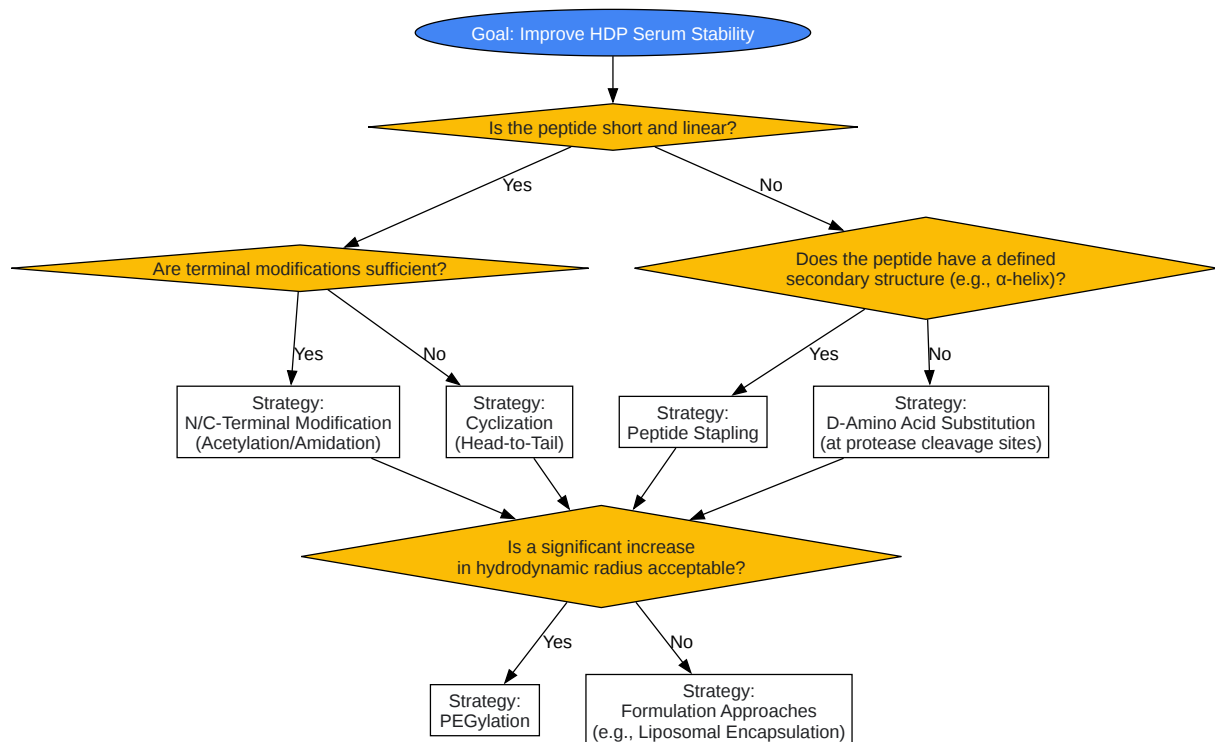 Goal: Improve HDP Serum Stability
Is the peptide short and linear?
Yes
No
Are terminal modifications sufficient?
Does the peptide have a defined
secondary structure (e.g., α-helix)?
Yes
No
Yes
No
Strategy:
N/C-Terminal Modification
(Acetylation/Amidation)
Strategy:
Cyclization
(Head-to-Tail)
Strategy:
Peptide Stapling
Strategy:
D-Amino Acid Substitution
(at protease cleavage sites)
Is a significant increase
in hydrodynamic radius acceptable?
Yes
No
Strategy:
PEGylation
Strategy:
Formulation Approaches
(e.g., Liposomal Encapsulation)